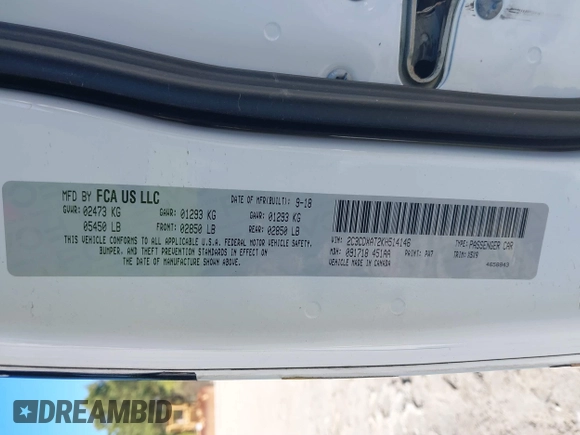 MFD BY FCA US LLC
DATE OF MFR(BUILT): 9-18
GVWR: 02473 KG GAWR: 01293 KG GAWR: 01293 KG
05450 LB FRONT: 02850 LB REAR: 02850 LB
THIS VEHICLE CONFORMS TO ALL APPLICABLE U.S.A. FEDERAL MOTOR VEHICLE SAFETY,
BUMPER, AND THEFT PREVENTION STANDARDS IN EFFECT ON
THE DATE OF MANUFACTURE SHOWN ABOVE.
VIN: 2C3CDXAT2KH514146 TYPE: PASSENGER CAR
MDH: 091718 451AA PAINT: PW7 TRIM:
VEHICLE MADE IN CANADA
DREAMBID.COM